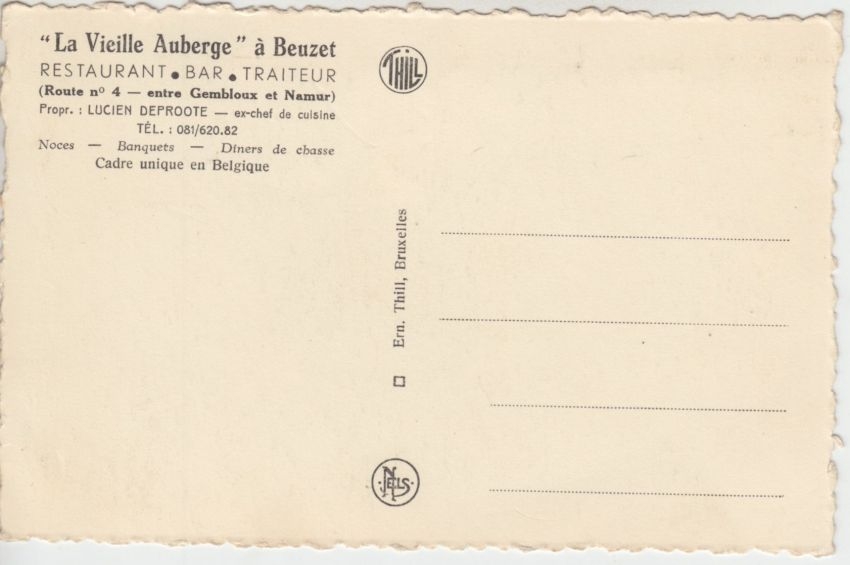 "La Vieille Auberge" à Beuzet
RESTAURANT • BAR • TRAITEUR
(Route nº 4 — entre Gembloux et Namur)
Propr. : LUCIEN DEPROOTE — ex-chef de cuisine
TÉL. : 081/620.82
Noces — Banquets — Dîners de chasse
Cadre unique en Belgique
THILL
Ern. Thill, Bruxelles
NELS